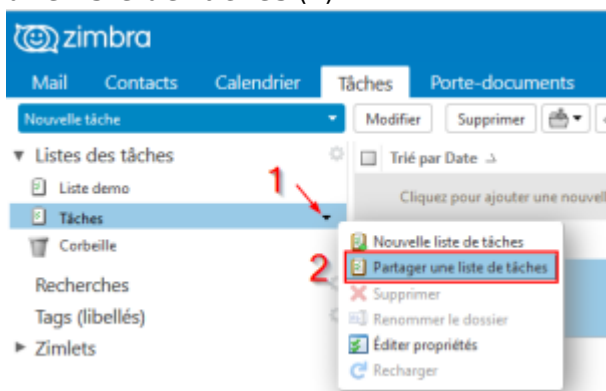 zimbra
Mail Contacts Calendrier Tâches Porte-documents
Nouvelle tâche Modifier Supprimer
Listes des tâches Trié par Date
Liste demo 1 Cliquez pour ajouter une nouvell
Tâches
Corbeille Nouvelle liste de tâches
2 Partager une liste de tâches
Recherches Supprimer
Renommer le dossier
Tags (libellés)
Éditer propriétés
Zimlets
Recharger